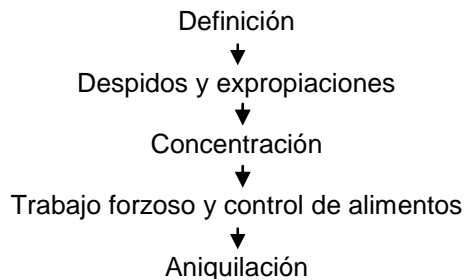 Definición
Despidos y expropiaciones
Concentración
Trabajo forzoso y control de alimentos
Aniquilación